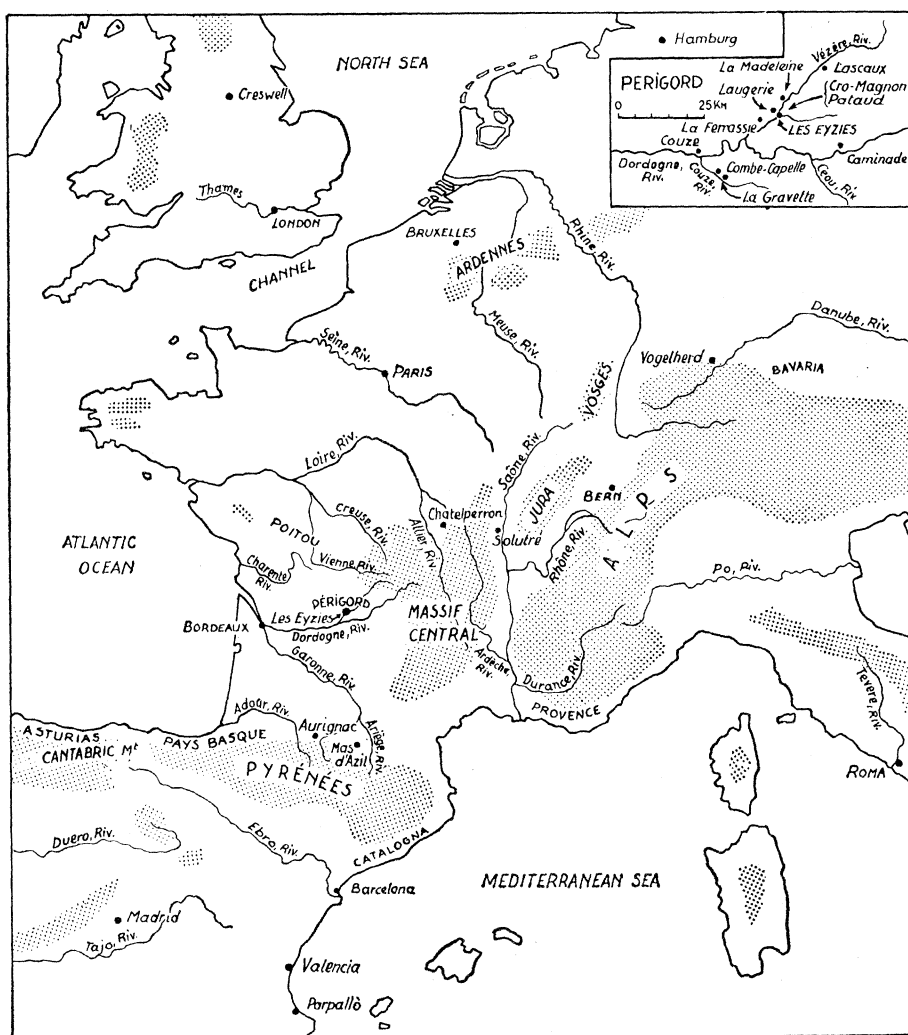 NORTH SEA
Hamburg
Creswell
Thames
LONDON
CHANNEL
BRUXELLES
ARDENNES
Rhine, Riv.
Meuse, Riv.
PERIGORD
0 25 Km
Vézère, Riv.
La Madeleine
Lascaux
Laugerie
Cro-Magnon
Pataud
La Ferrassie
LES EYZIES
Couze
Caminade
Dordogne, Riv.
Couze, Riv.
Combe-Capelle
Ceou, Riv.
La Gravette
Seine, Riv.
PARIS
Danube, Riv.
Vogelherd
BAVARIA
VOSGES
Loire, Riv.
Saône, Riv.
JURA
BERN
ALPS
Chatelperron
Creuse, Riv.
Allier, Riv
Solutré
Rhône, Riv.
POITOU
Vienne, Riv.
Charente Riv.
ATLANTIC
OCEAN
Po, Riv.
PÉRIGORD
Les Eyzies
MASSIF
CENTRAL
BORDEAUX
Dordogne, Riv.
Ardèche Riv.
Garonne, Riv.
Durance, Riv.
PROVENCE
Tevere, Riv.
Adour, Riv.
Aurignac
Ariège, Riv.
Mas d'Azil
ASTURIAS
CANTABRIC Mt
PAYS BASQUE
PYRÉNÉES
ROMA
Duero, Riv.
Ebro, Riv.
CATALOGNA
Barcelona
MEDITERRANEAN SEA
Madrid
Tajo, Riv.
Valencia
Parpallò